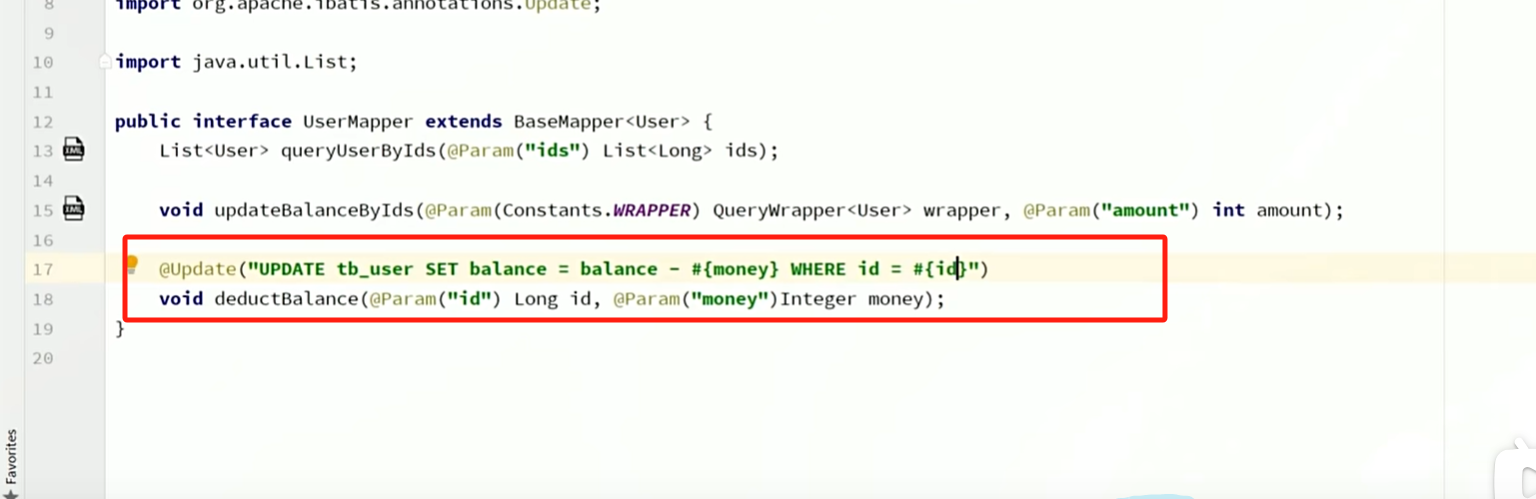 8 import org.apache.ibatis.annotations.Update;
9
10 import java.util.List;
11
12 public interface UserMapper extends BaseMapper<User> {
13 List<User> queryUserByIds(@Param("ids") List<Long> ids);
14
15 void updateBalanceByIds(@Param(Constants.WRAPPER) QueryWrapper<User> wrapper, @Param("amount") int amount);
16
17 @Update("UPDATE tb_user SET balance = balance - #{money} WHERE id = #{id}")
18 void deductBalance(@Param("id") Long id, @Param("money")Integer money);
19 }
20
Favorites